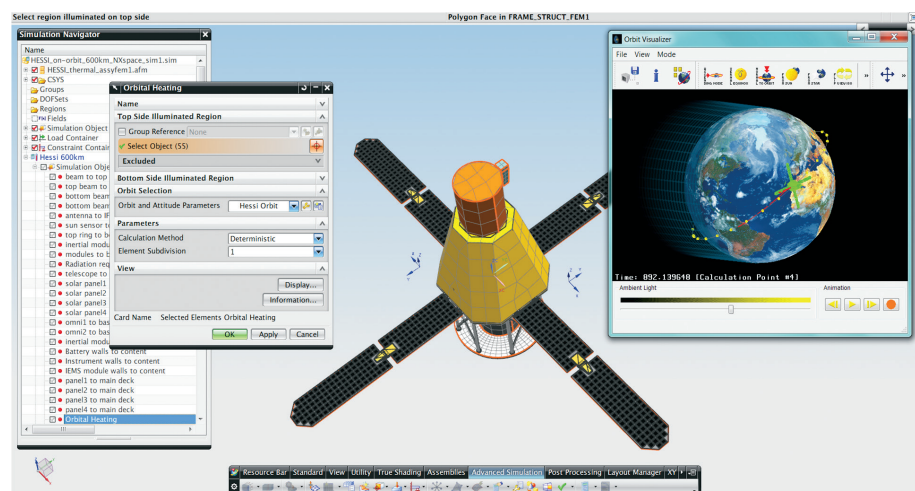 Select region illuminated on top side
Polygon Face in FRAME_STRUCT_FEM1
Simulation Navigator
Name
HESSI_on-orbit_600km_NXspace_sim1.sim
HESSI_thermal_assyfem1.afm
CSYS
Groups
DOFSets
Regions
Fields
Simulation Object
Load Container
Constraint Contain
Hessi 600km
Simulation Obje
beam to top
top beam to
bottom beam
bottom beam
antenna to IP
sun sensor to
top ring to b
inertial modu
modules to b
Radiation req
telescope to
solar panel1
solar panel2
solar panel3
solar panel4
omni1 to bas
omni2 to bas
inertial modu
Battery walls to content
Instrument walls to content
IEMS module walls to content
panel1 to main deck
panel2 to main deck
panel3 to main deck
panel4 to main deck
Orbital Heating
Orbital Heating
Name
Top Side Illuminated Region
Group Reference None
Select Object (55)
Excluded
Bottom Side Illuminated Region
Orbit Selection
Orbit and Attitude Parameters Hessi Orbit
Parameters
Calculation Method Deterministic
Element Subdivision 1
View
Display...
Information...
Card Name Selected Elements Orbital Heating
OK Apply Cancel
Orbit Visualizer
File View Mode
Time: 892.139648 [Calculation Point #4]
Ambient Light
Animation
Resource Bar Standard View Utility True Shading Assemblies Advanced Simulation Post Processing Layout Manager XY